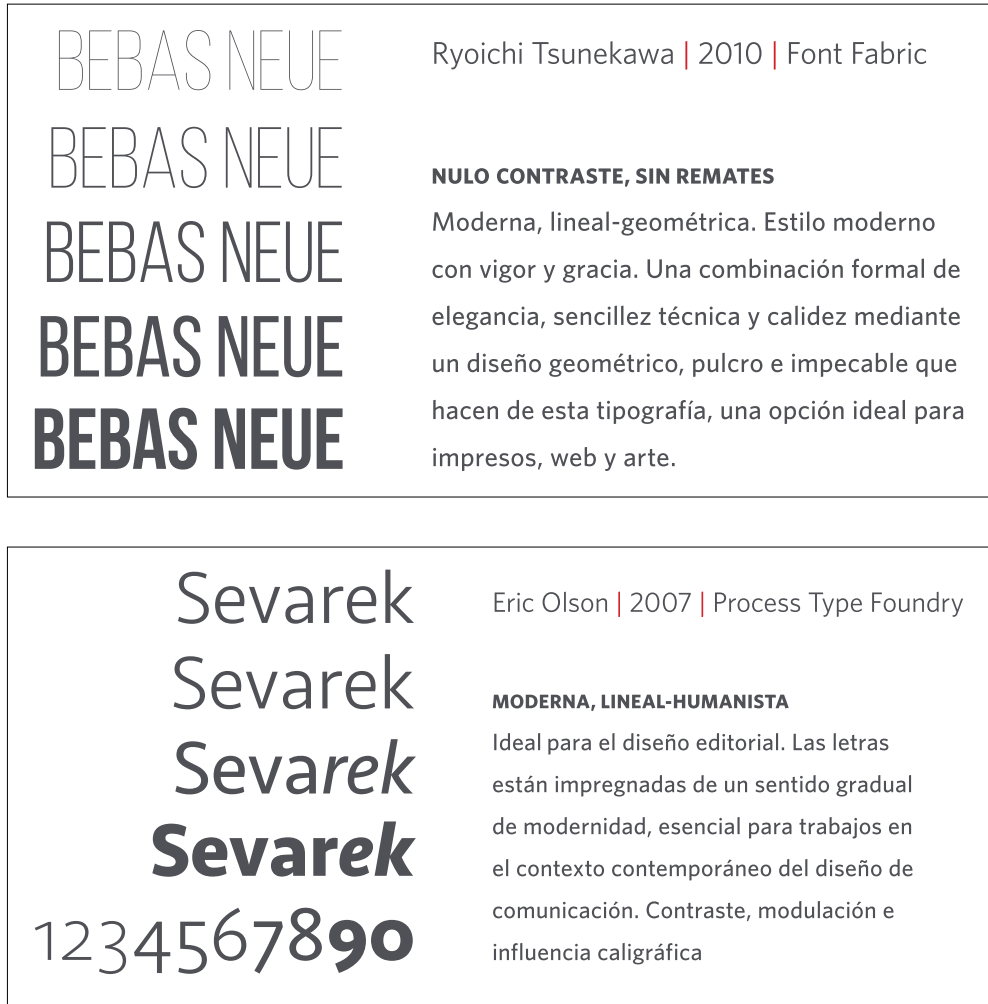 BEBAS NEUE
BEBAS NEUE
BEBAS NEUE
BEBAS NEUE
BEBAS NEUE
Ryoichi Tsunekawa | 2010 | Font Fabric
NULO CONTRASTE, SIN REMATES
Moderna, lineal-geométrica. Estilo moderno
con vigor y gracia. Una combinación formal de
elegancia, sencillez técnica y calidez mediante
un diseño geométrico, pulcro e impecable que
hacen de esta tipografía, una opción ideal para
impresos, web y arte.
Sevarek
Sevarek
Sevarek
Sevarek
1234567890
Eric Olson | 2007 | Process Type Foundry
MODERNA, LINEAL-HUMANISTA
Ideal para el diseño editorial. Las letras
están impregnadas de un sentido gradual
de modernidad, esencial para trabajos en
el contexto contemporáneo del diseño de
comunicación. Contraste, modulación e
influencia caligráfica